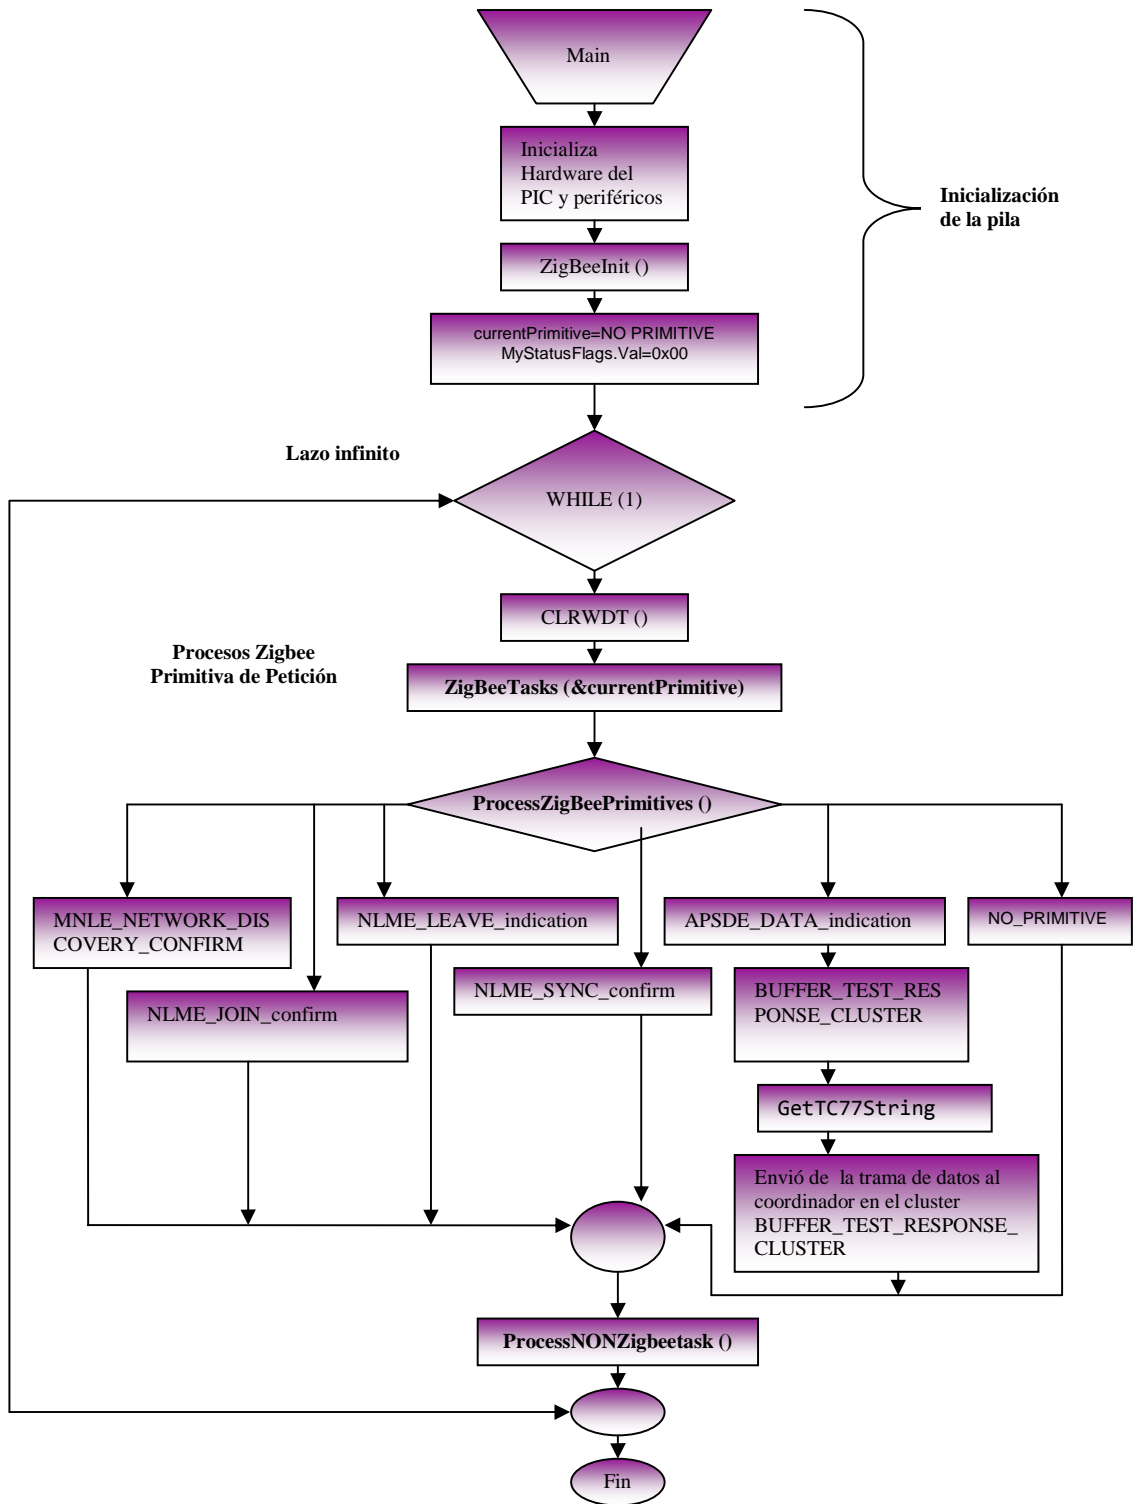 Main
Inicializa
Hardware del
PIC y periféricos
Inicialización
de la pila
ZigBeeInit ()
currentPrimitive=NO PRIMITIVE
MyStatusFlags.Val=0x00
Lazo infinito
WHILE (1)
CLRWDT ()
Procesos Zigbee
Primitiva de Petición
ZigBeeTasks (&currentPrimitive)
ProcessZigBeePrimitives ()
MNLE_NETWORK_DIS
COVERY_CONFIRM
NLME_LEAVE_indication
APSDE_DATA_indication
NO_PRIMITIVE
NLME_JOIN_confirm
NLME_SYNC_confirm
BUFFER_TEST_RES
PONSE_CLUSTER
GetTC77String
Envió de  la trama de datos al
coordinador en el cluster
BUFFER_TEST_RESPONSE_
CLUSTER
ProcessNONZigbeetask ()
Fin